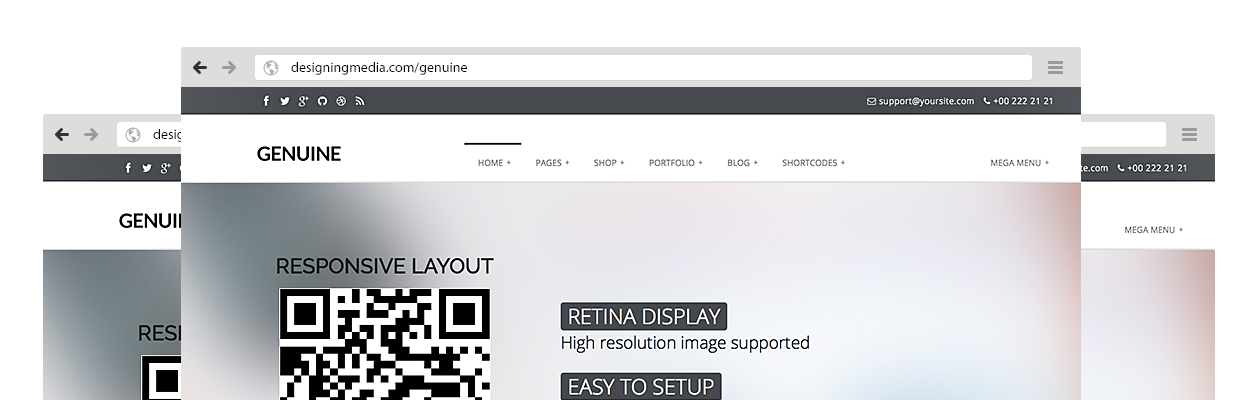 designingmedia.com/genuine
support@yoursite.com +00 222 21 21
GENUINE
HOME + PAGES + SHOP + PORTFOLIO + BLOG + SHORTCODES + MEGA MENU +
RESPONSIVE LAYOUT
RETINA DISPLAY
High resolution image supported
EASY TO SETUP
desig
GENUI
RES
te.com +00 222 21 21
MEGA MENU +